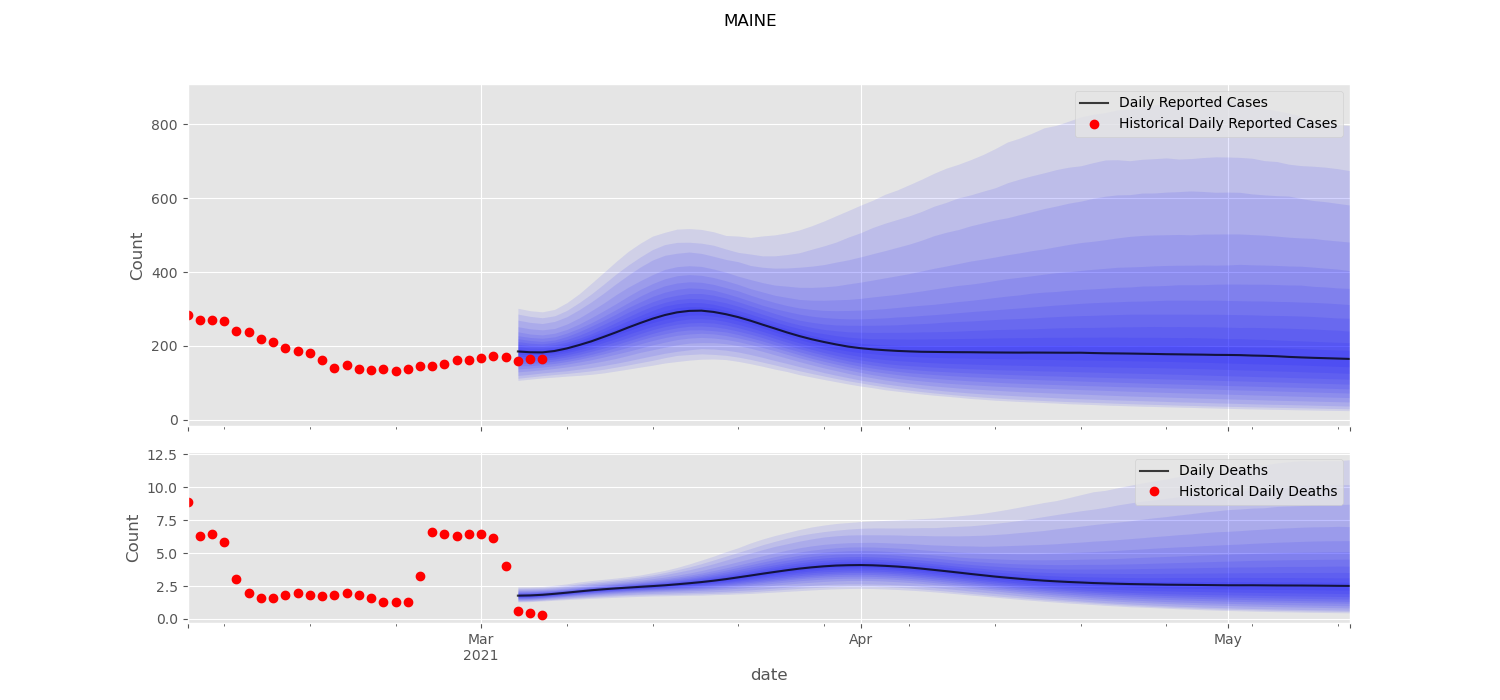 MAINE
800
600
400
200
0
Count
Daily Reported Cases
Historical Daily Reported Cases
12.5
10.0
7.5
5.0
2.5
0.0
Count
Daily Deaths
Historical Daily Deaths
Mar
2021
Apr
May
date